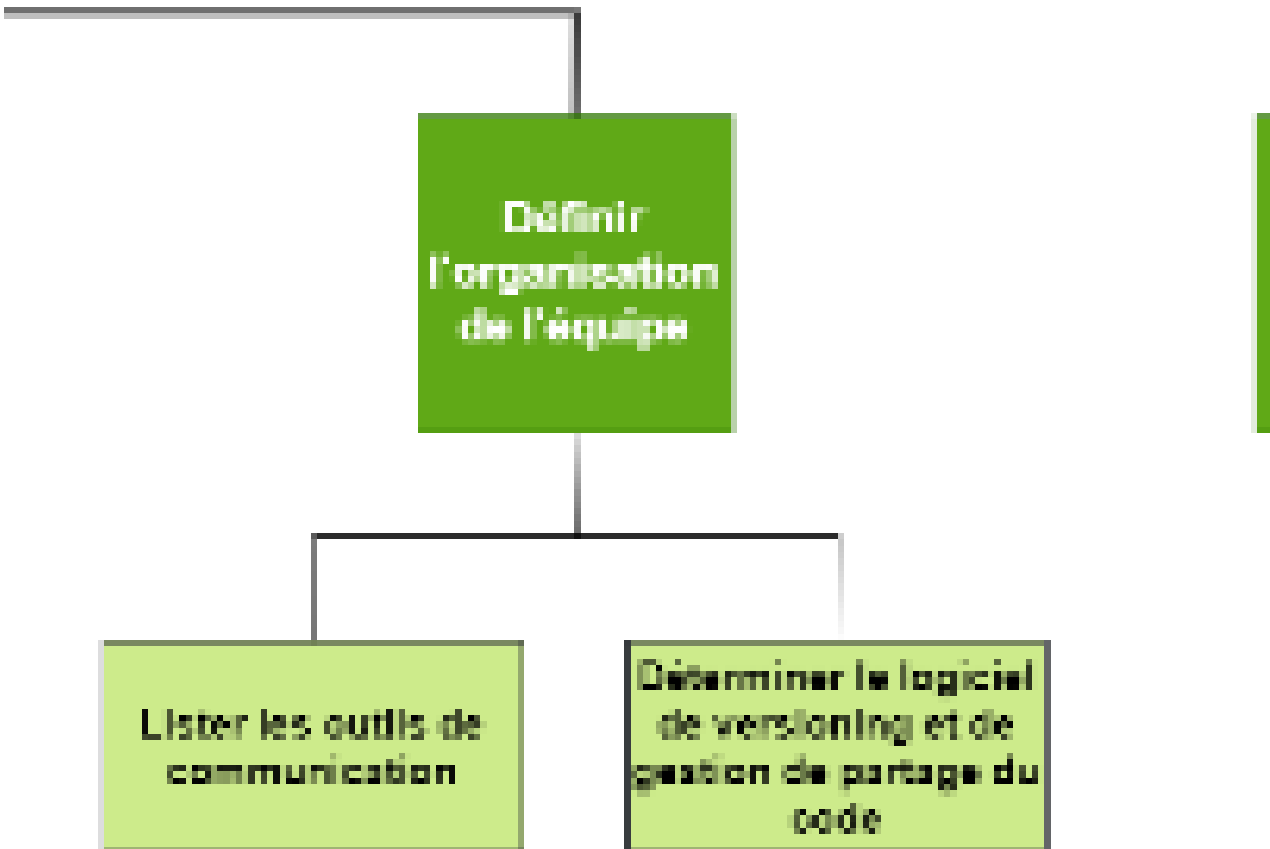 Définir
l'organisation
de l'équipe
Lister les outils de
communication
Déterminer le logiciel
de versioning et de
gestion de partage du
code